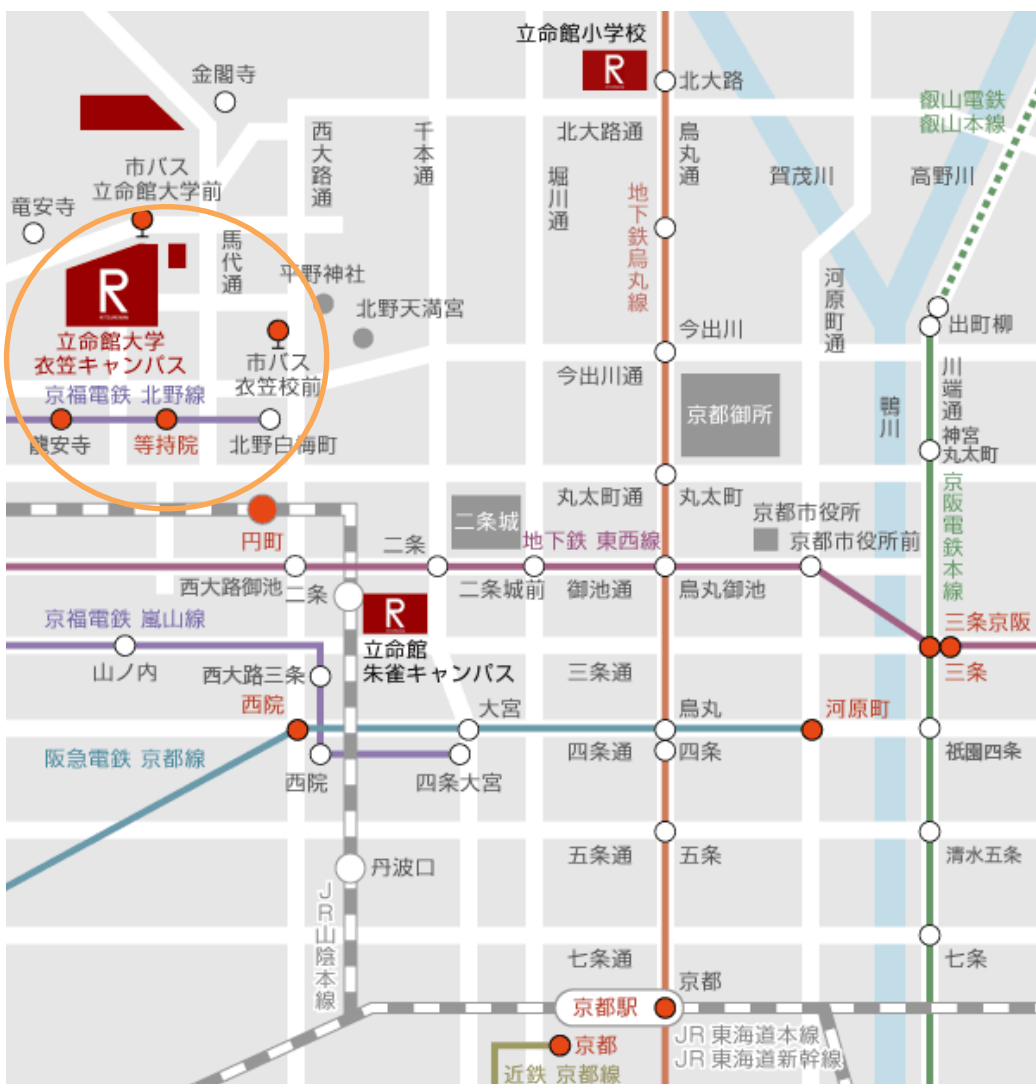 立命館小学校
R
北大路
金閣寺
叡山電鉄
叡山本線
西大路通
千本通
北大路通
烏丸通
市バス
立命館大学前
堀川通
賀茂川
高野川
竜安寺
地下鉄烏丸線
馬代通
平野神社
河原町通
R
北野天満宮
出町柳
今出川
立命館大学
衣笠キャンパス
市バス
衣笠校前
今出川通
川端通
京福電鉄 北野線
京都御所
鴨川
龍安寺
等持院
北野白梅町
神宮
丸太町
丸太町通
丸太町
京阪電鉄本線
円町
二条
二条城
地下鉄 東西線
京都市役所
京都市役所前
西大路御池
二条
二条城前
御池通
烏丸御池
R
京福電鉄 嵐山線
三条京阪
立命館
朱雀キャンパス
山ノ内
西大路三条
三条通
三条
西院
大宮
烏丸
河原町
阪急電鉄 京都線
西院
四条大宮
四条通
四条
祇園四条
五条通
五条
清水五条
丹波口
JR山陰本線
七条通
七条
京都
京都駅
京都
JR 東海道本線
JR 東海道新幹線
近鉄 京都線